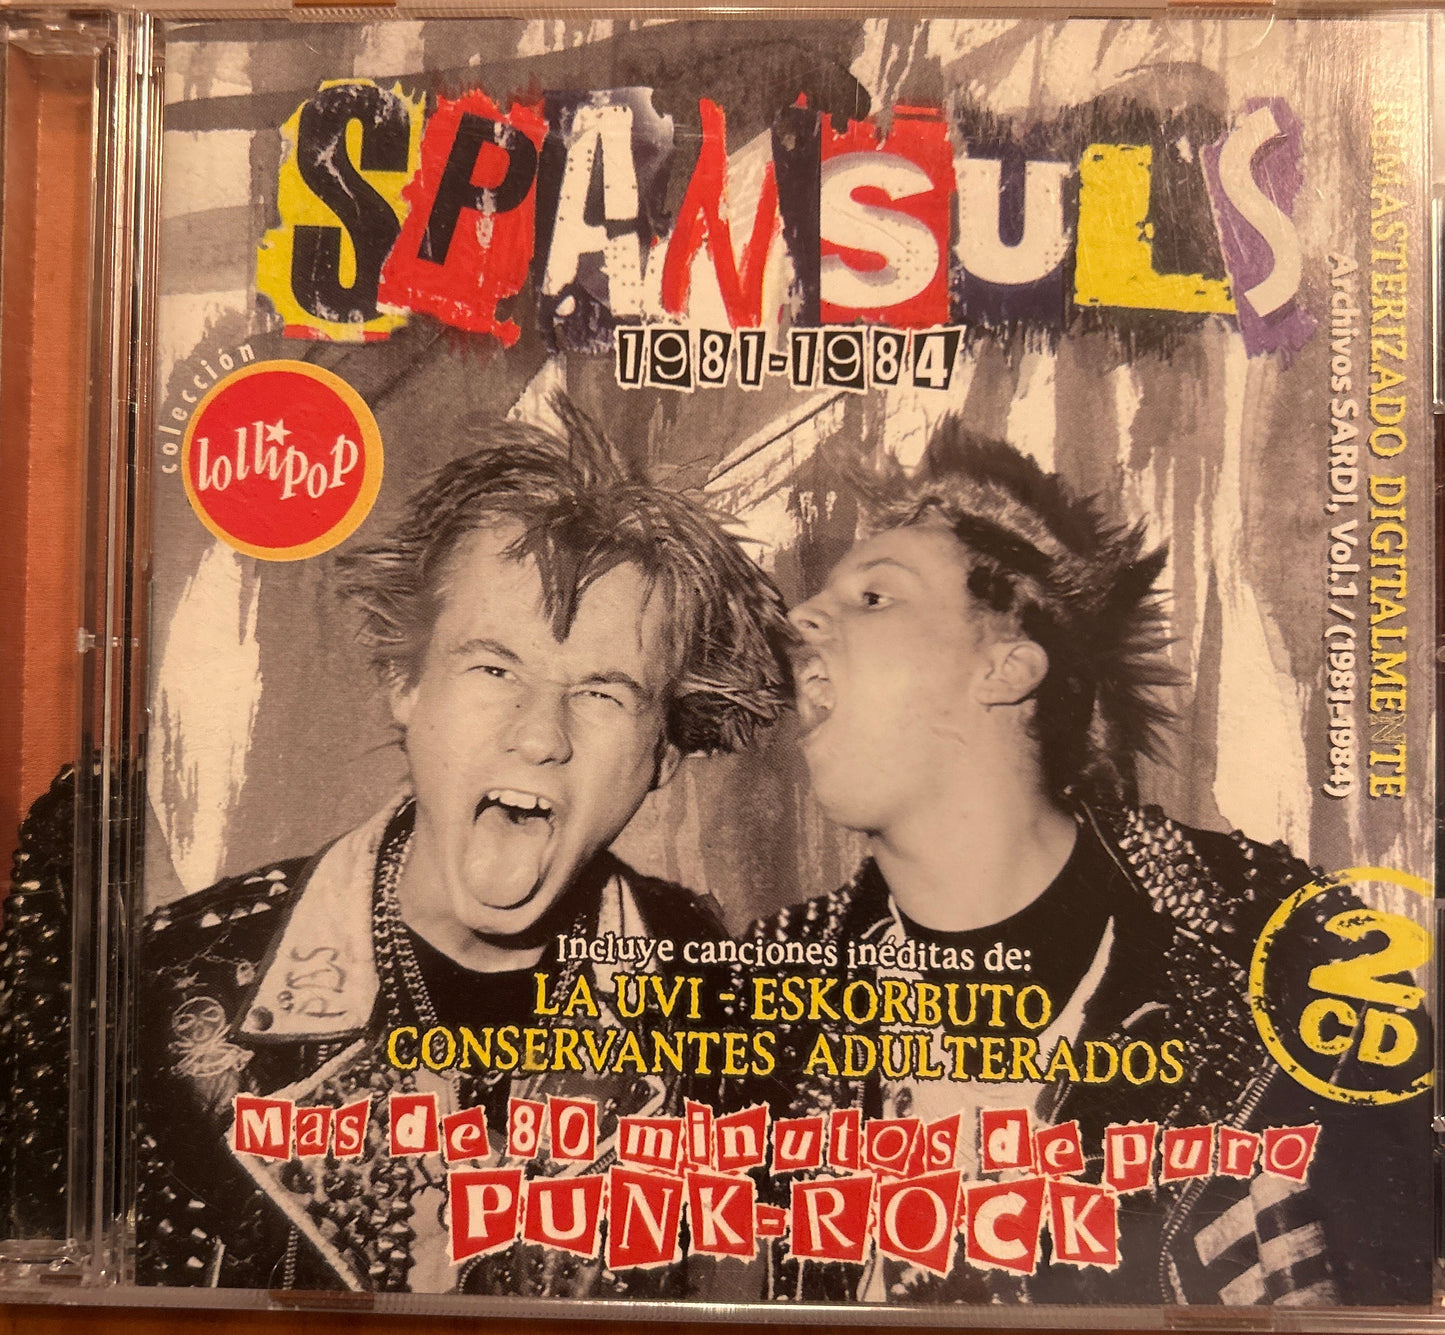 SPANSULS
1981-1984
colección
lollipop
REMASTERIZADO DIGITALMENTE
Archivos SARDI, Vol.1 / (1981-1984)
2
CD
Incluye canciones inéditas de:
LA UVI - ESKORBUTO
CONSERVANTES ADULTERADOS
Mas de 80 minutos de puro
PUNK-ROCK